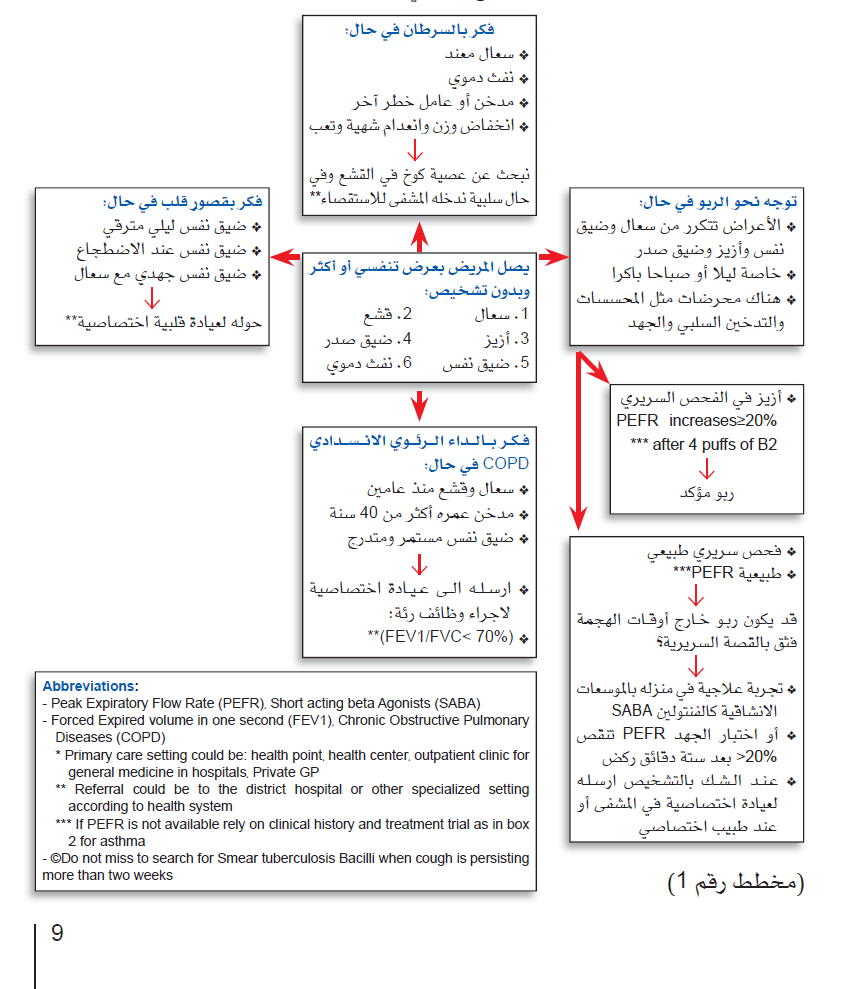 فكر بالسرطان في حال:
❖ سعال معند
❖ نفث دموي
❖ مدخن أو عامل خطر آخر
❖ انخفاض وزن وانعدام شهية وتعب
نبحث عن عصية كوخ في القشع وفي
حال سلبية ندخله المشفى للاستقصاء**
توجه نحو الربو في حال:
❖ الأعراض تتكرر من سعال وضيق
نفس وأزيز وضيق صدر
❖ خاصة ليلا أو صباحا باكرا
❖ هناك محرضات مثل المحسسات
والتدخين السلبي والجهد
يصل المريض بعرض تنفسي أو أكثر
وبدون تشخيص:
1. سعال 2. قشع
3. أزيز 4. ضيق صدر
5. ضيق نفس 6. نفث دموي
فكر بقصور قلب في حال:
❖ ضيق نفس ليلي مترقي
❖ ضيق نفس عند الاضطجاع
❖ ضيق نفس جهدي مع سعال
حوله لعيادة قلبية اختصاصية**
❖ أزيز في الفحص السريري
PEFR increases≥20%
*** after 4 puffs of B2
ربو مؤكد
فكر بالداء الرئوي الانسدادي
COPD في حال:
❖ سعال وقشع منذ عامين
❖ مدخن عمره أكثر من 40 سنة
❖ ضيق نفس مستمر ومتدرج
❖ ارسله الى عيادة اختصاصية
لاجراء وظائف رئة:
❖ (FEV1/FVC< 70%)**
❖ فحص سريري طبيعي
❖ طبيعية PEFR***
قد يكون ربو خارج أوقات الهجمة
فثق بالقصة السريرية؟
❖ تجربة علاجية في منزله بالموسعات
الانشاقية كالفنتولين SABA
❖ أو اختبار الجهد PEFR تنقص
>20% بعد ستة دقائق ركض
❖ عند الشك بالتشخيص ارسله
لعيادة اختصاصية في المشفى أو
عند طبيب اختصاصي
Abbreviations:
- Peak Expiratory Flow Rate (PEFR), Short acting beta Agonists (SABA)
- Forced Expired volume in one second (FEV1), Chronic Obstructive Pulmonary
Diseases (COPD)
* Primary care setting could be: health point, health center, outpatient clinic for
general medicine in hospitals, Private GP
** Referral could be to the district hospital or other specialized setting
according to health system
*** If PEFR is not available rely on clinical history and treatment trial as in box
2 for asthma
- ©Do not miss to search for Smear tuberculosis Bacilli when cough is persisting
more than two weeks
(مخطط رقم 1)
9